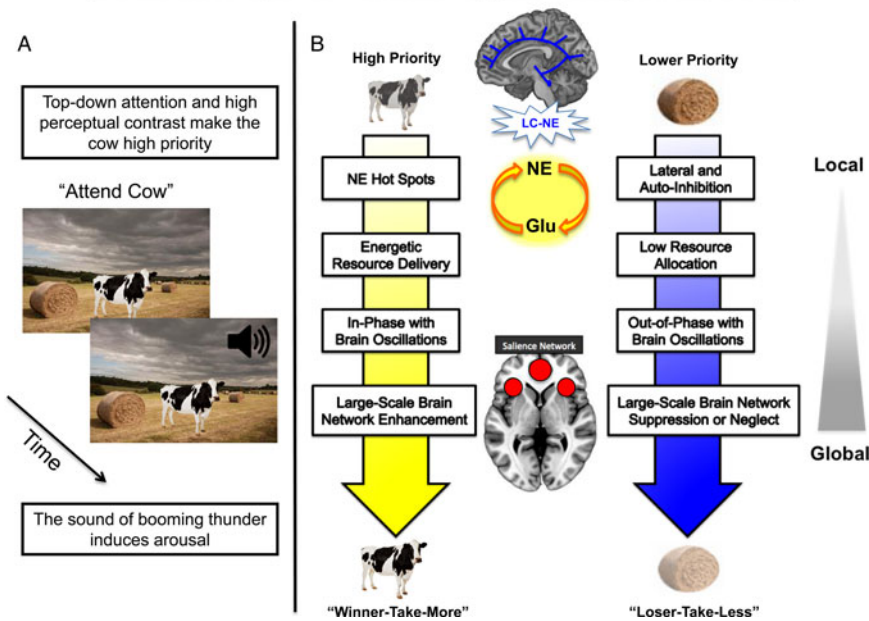 A
Top-down attention and high
perceptual contrast make the
cow high priority
“Attend Cow”
Time
The sound of booming thunder
induces arousal
B
High Priority
LC-NE
Lower Priority
NE Hot Spots
NE
Glu
Lateral and
Auto-Inhibition
Local
Energetic
Resource Delivery
Low Resource
Allocation
In-Phase with
Brain Oscillations
Salience Network
Out-of-Phase with
Brain Oscillations
Large-Scale Brain
Network Enhancement
Large-Scale Brain Network
Suppression or Neglect
Global
“Winner-Take-More”
“Loser-Take-Less”